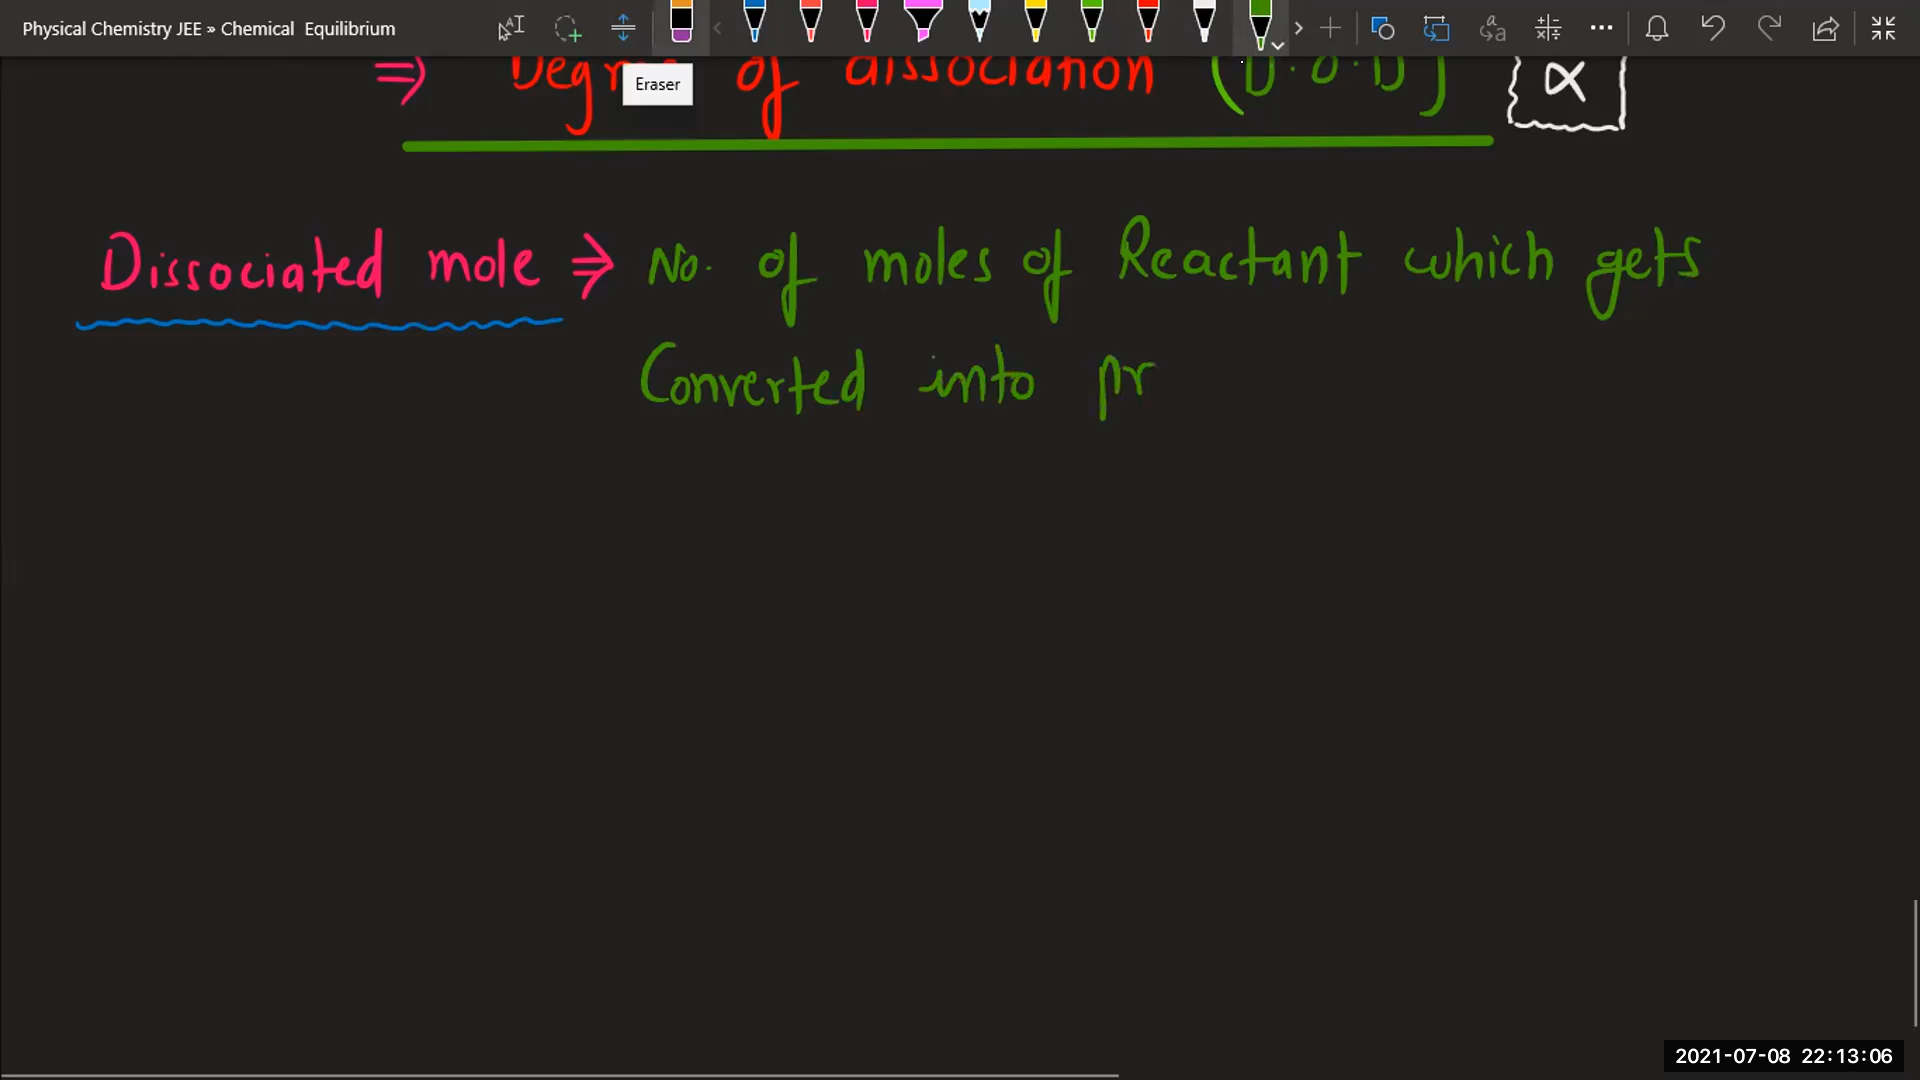 Physical Chemistry JEE » Chemical Equilibrium
Eraser
⇒ Degree of dissociation (D.O.D) α
Dissociated mole ⇒ No. of moles of Reactant which gets
Converted into pr
2021-07-08 22:13:06